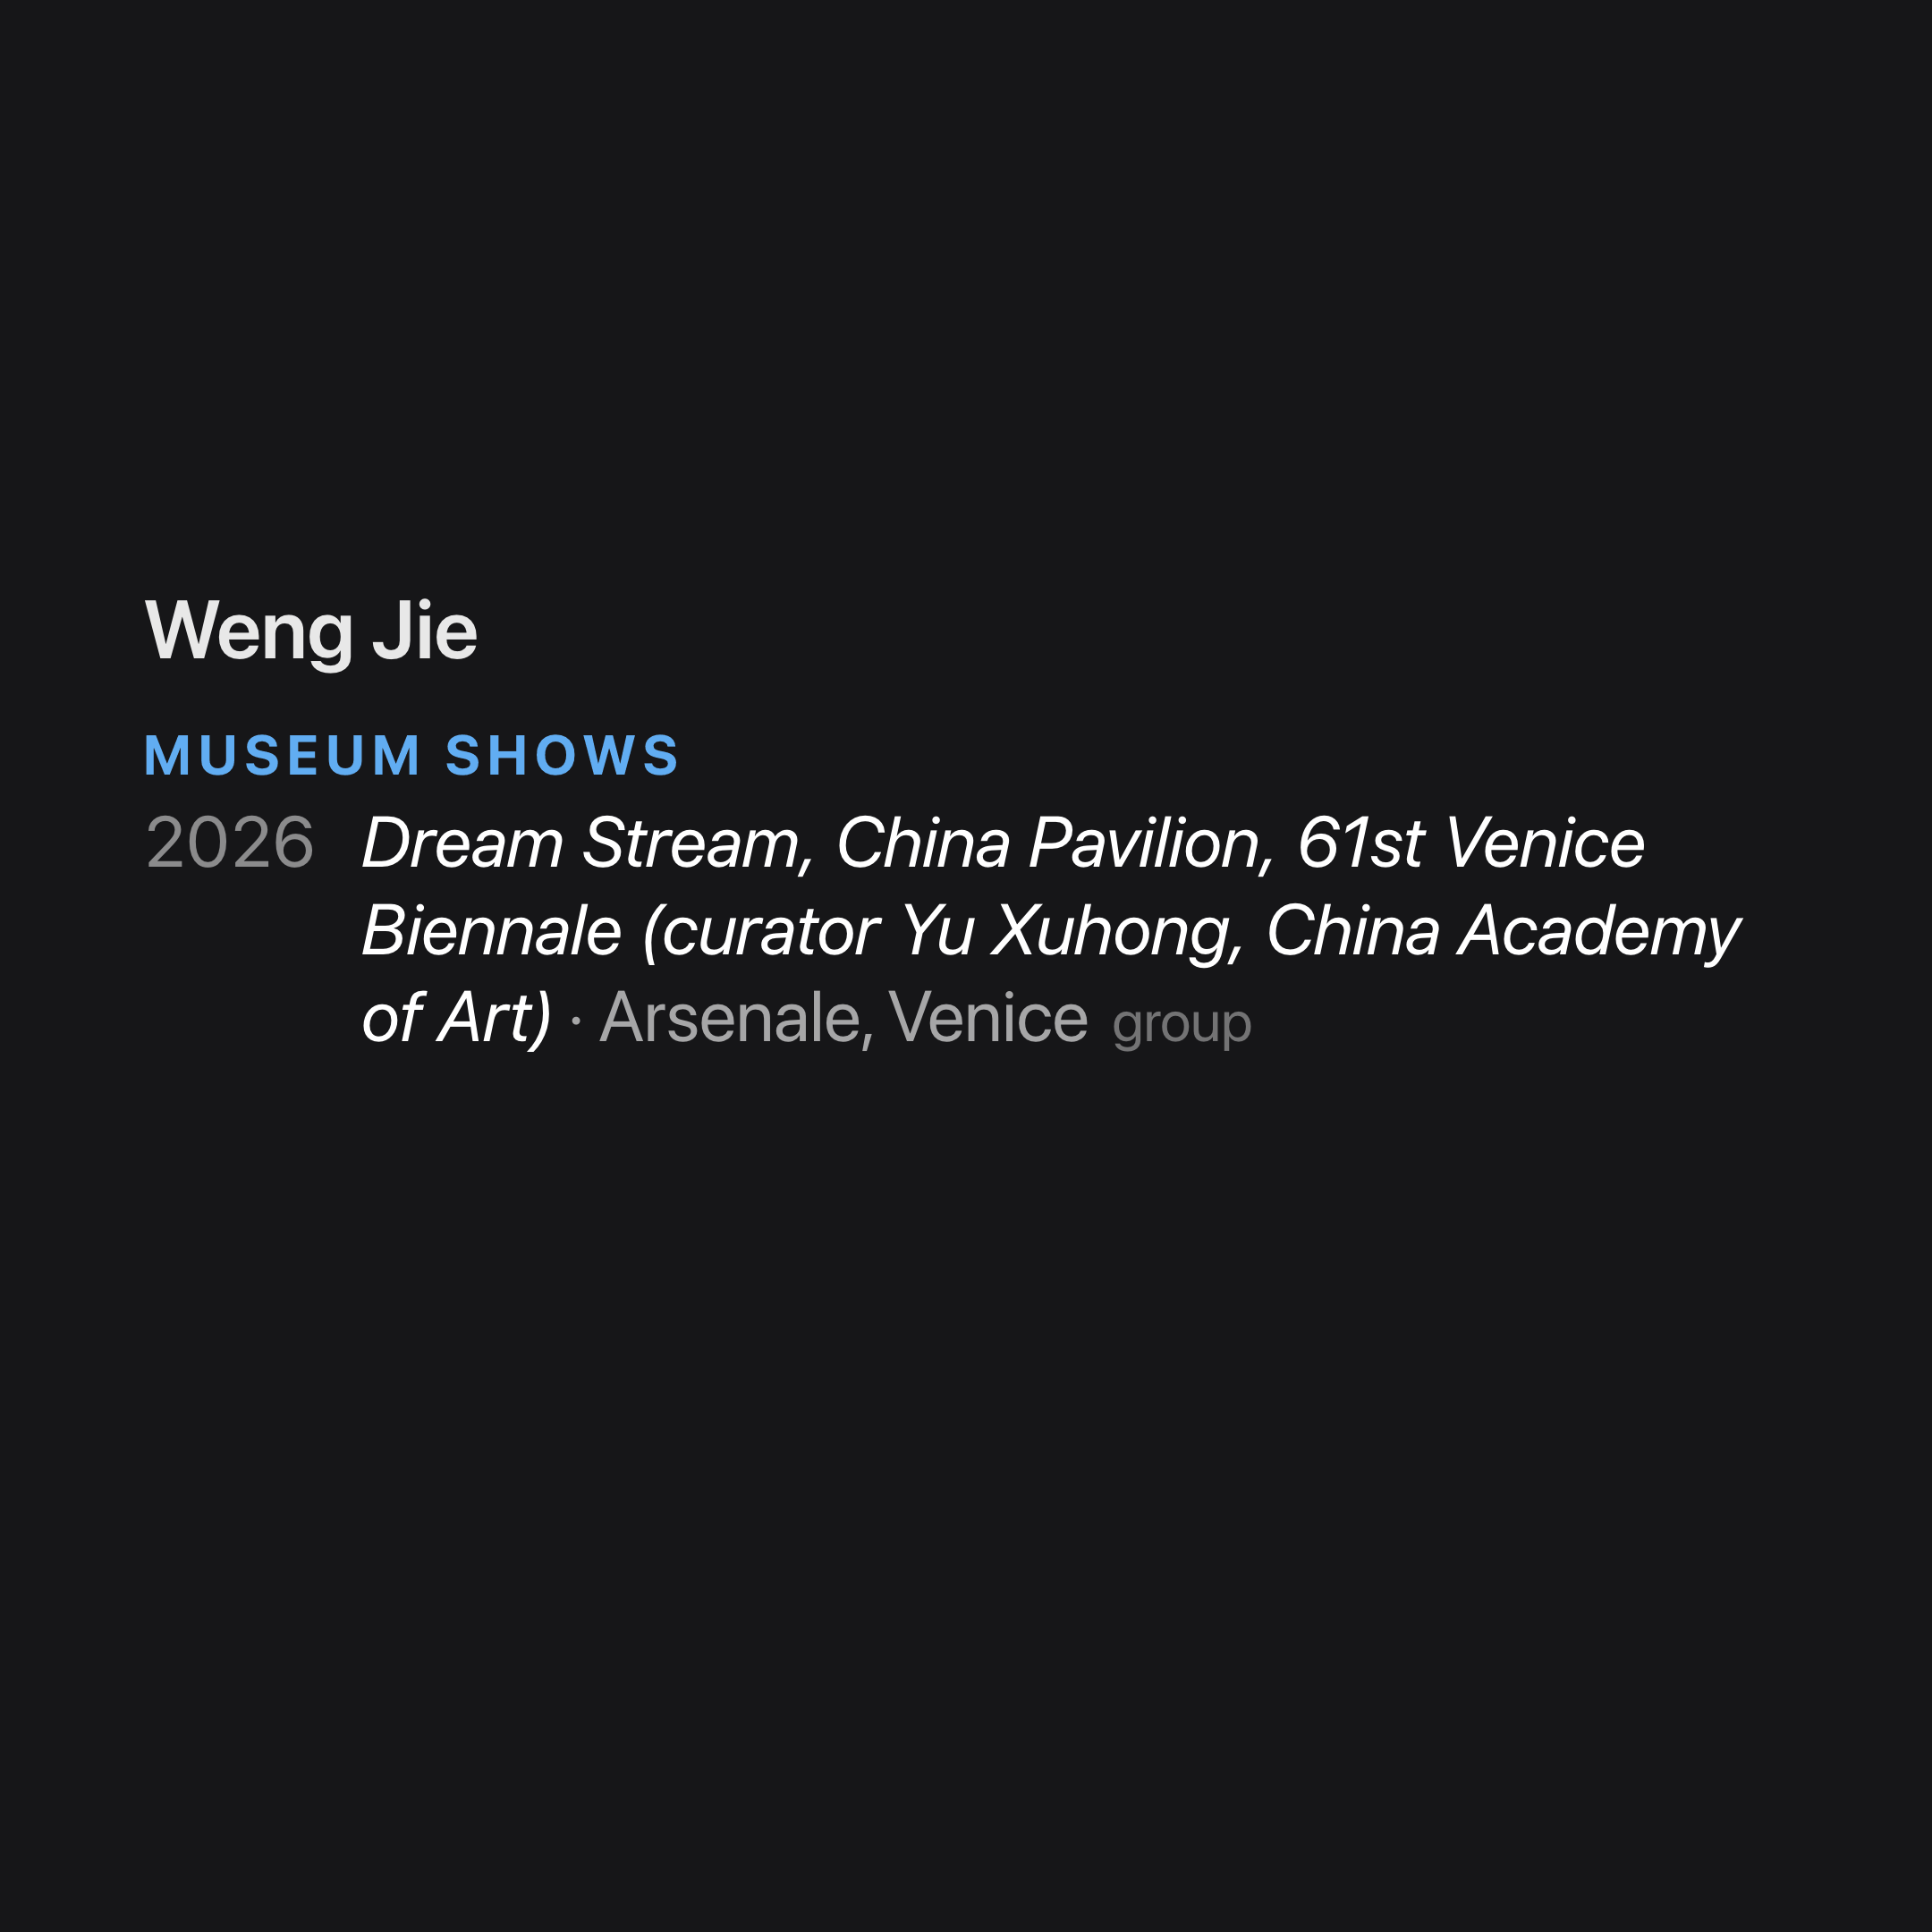 Weng Jie
MUSEUM SHOWS
2026 Dream Stream, China Pavilion, 61st Venice
Biennale (curator Yu Xuhong, China Academy
of Art) · Arsenale, Venice group